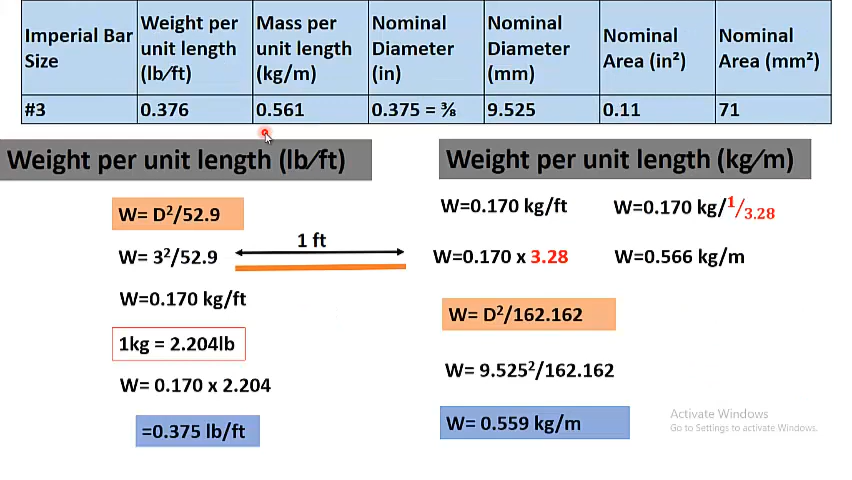 Imperial Bar Size
Weight per unit length (lb/ft)
Mass per unit length (kg/m)
Nominal Diameter (in)
Nominal Diameter (mm)
Nominal Area (in²)
Nominal Area (mm²)
#3
0.376
0.561
0.375 = ⅜
9.525
0.11
71
Weight per unit length (lb/ft)
W= D²/52.9
W= 3²/52.9
1 ft
W=0.170 kg/ft
1kg = 2.204lb
W= 0.170 x 2.204
=0.375 lb/ft
Weight per unit length (kg/m)
W=0.170 kg/ft
W=0.170 kg/1/3.28
W=0.170 x 3.28
W=0.566 kg/m
W= D²/162.162
W= 9.525²/162.162
W= 0.559 kg/m
Activate Windows
Go to Settings to activate Windows.